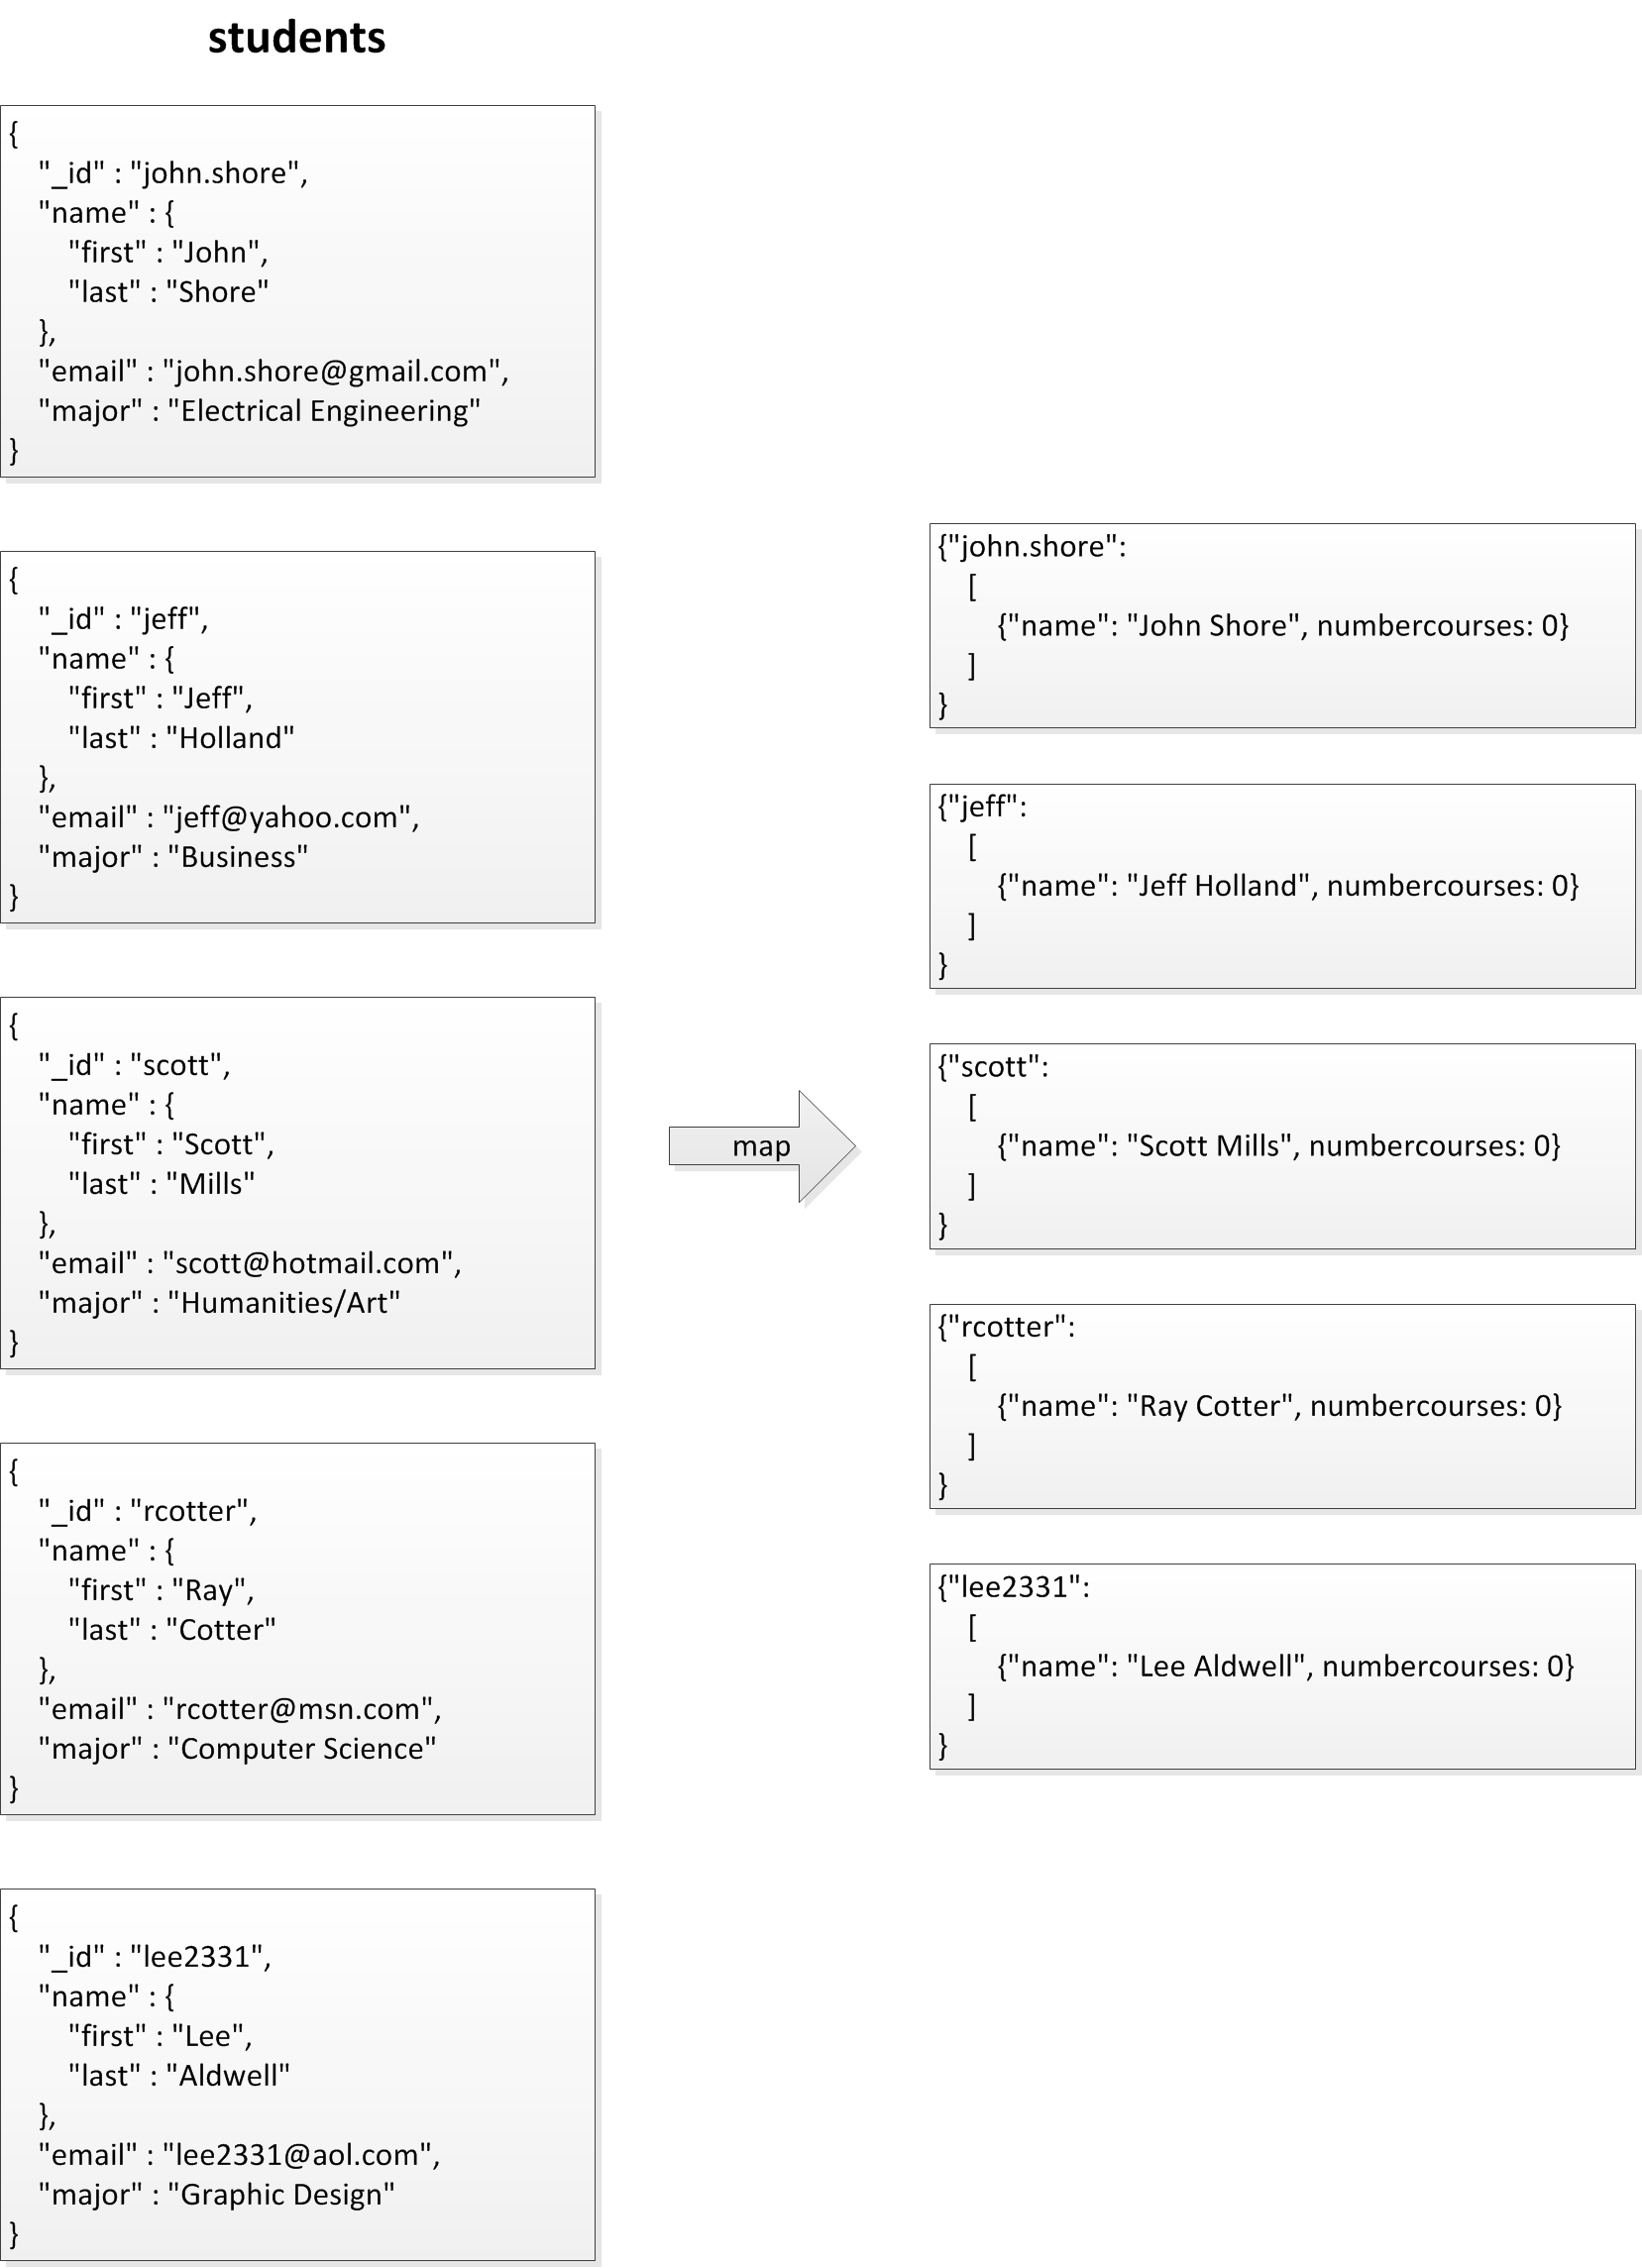 students
{
"_id" : "john.shore",
"name" : {
"first" : "John",
"last" : "Shore"
},
"email" : "john.shore@gmail.com",
"major" : "Electrical Engineering"
}
{
"_id" : "jeff",
"name" : {
"first" : "Jeff",
"last" : "Holland"
},
"email" : "jeff@yahoo.com",
"major" : "Business"
}
{
"_id" : "scott",
"name" : {
"first" : "Scott",
"last" : "Mills"
},
"email" : "scott@hotmail.com",
"major" : "Humanities/Art"
}
{
"_id" : "rcotter",
"name" : {
"first" : "Ray",
"last" : "Cotter"
},
"email" : "rcotter@msn.com",
"major" : "Computer Science"
}
{
"_id" : "lee2331",
"name" : {
"first" : "Lee",
"last" : "Aldwell"
},
"email" : "lee2331@aol.com",
"major" : "Graphic Design"
}
map
{"john.shore":
[
{"name": "John Shore", numbercourses: 0}
]
}
{"jeff":
[
{"name": "Jeff Holland", numbercourses: 0}
]
}
{"scott":
[
{"name": "Scott Mills", numbercourses: 0}
]
}
{"rcotter":
[
{"name": "Ray Cotter", numbercourses: 0}
]
}
{"lee2331":
[
{"name": "Lee Aldwell", numbercourses: 0}
]
}